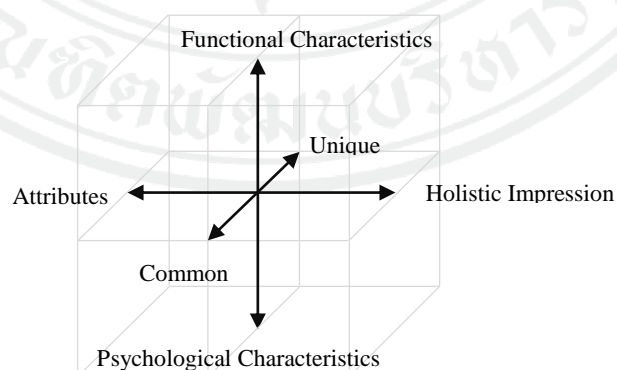 Functional Characteristics
Unique
Attributes
Holistic Impression
Common
Psychological Characteristics